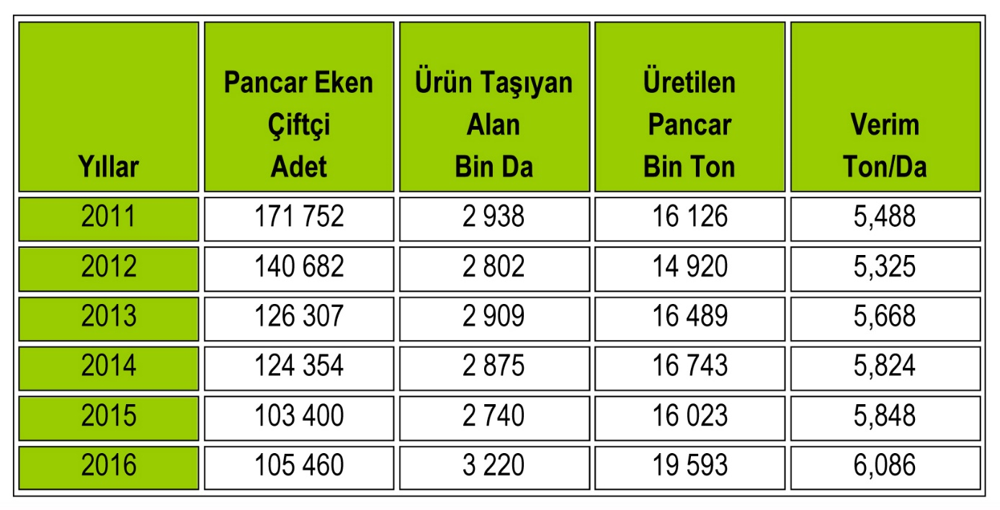 Yıllar Pancar Eken Çiftçi Adet Ürün Taşıyan Alan Bin Da Üretilen Pancar Bin Ton Verim Ton/Da
2011 171 752 2 938 16 126 5,488
2012 140 682 2 802 14 920 5,325
2013 126 307 2 909 16 489 5,668
2014 124 354 2 875 16 743 5,824
2015 103 400 2 740 16 023 5,848
2016 105 460 3 220 19 593 6,086